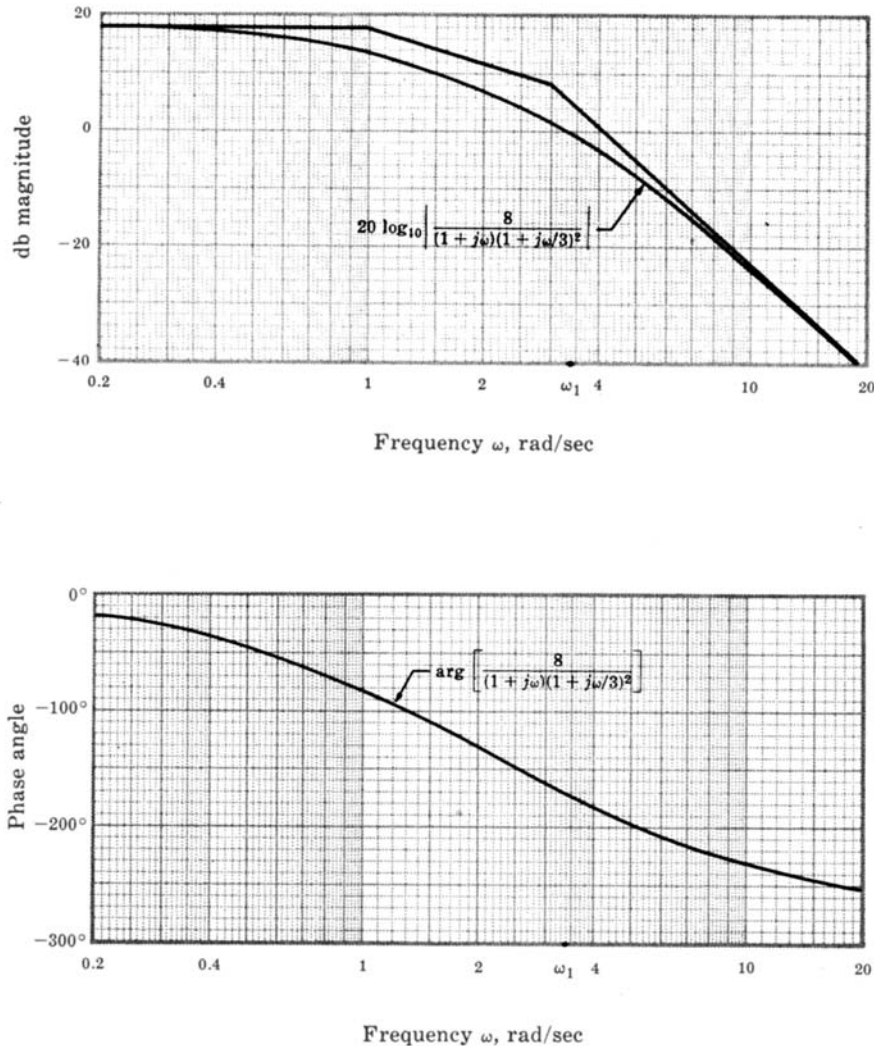 20
0
−20
−40
db magnitude
20 log₁₀ | 8 / (1 + jω)(1 + jω/3)² |
0.2 0.4 1 2 ω₁ 4 10 20
Frequency ω, rad/sec
0°
−100°
−200°
−300°
Phase angle
arg [ 8 / (1 + jω)(1 + jω/3)² ]
0.2 0.4 1 2 ω₁ 4 10 20
Frequency ω, rad/sec